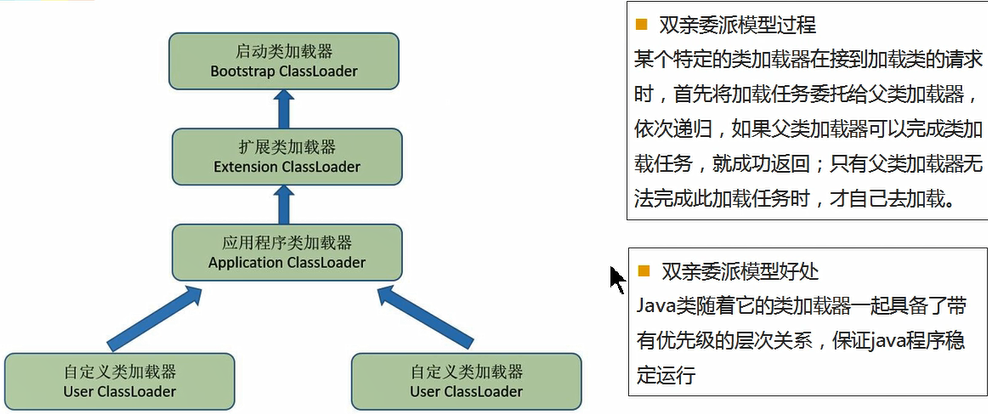 启动类加载器
Bootstrap ClassLoader
扩展类加载器
Extension ClassLoader
应用程序类加载器
Application ClassLoader
自定义类加载器
User ClassLoader
自定义类加载器
User ClassLoader
双亲委派模型过程
某个特定的类加载器在接到加载类的请求
时，首先将加载任务委托给父类加载器，
依次递归，如果父类加载器可以完成类加
载任务，就成功返回；只有父类加载器无
法完成此加载任务时，才自己去加载。
双亲委派模型好处
Java类随着它的类加载器一起具备了带
有优先级的层次关系，保证java程序稳
定运行